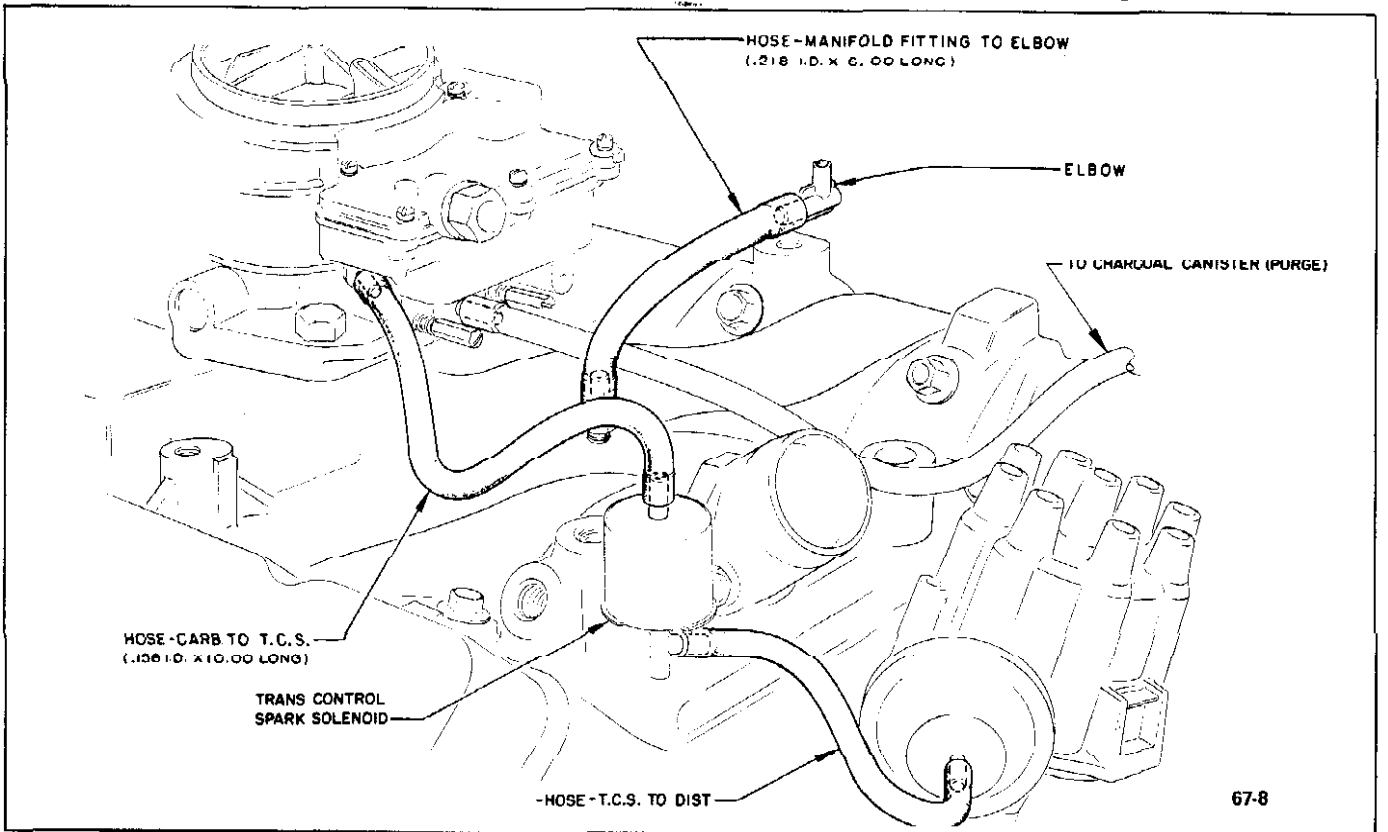 HOSE-MANIFOLD FITTING TO ELBOW
(.218 I.D. X 6.00 LONG)
ELBOW
TO CHARCOAL CANISTER (PURGE)
HOSE-CARB TO T.C.S.
(.156 I.D. X 10.00 LONG)
TRANS CONTROL
SPARK SOLENOID
-HOSE-T.C.S. TO DIST
67-8